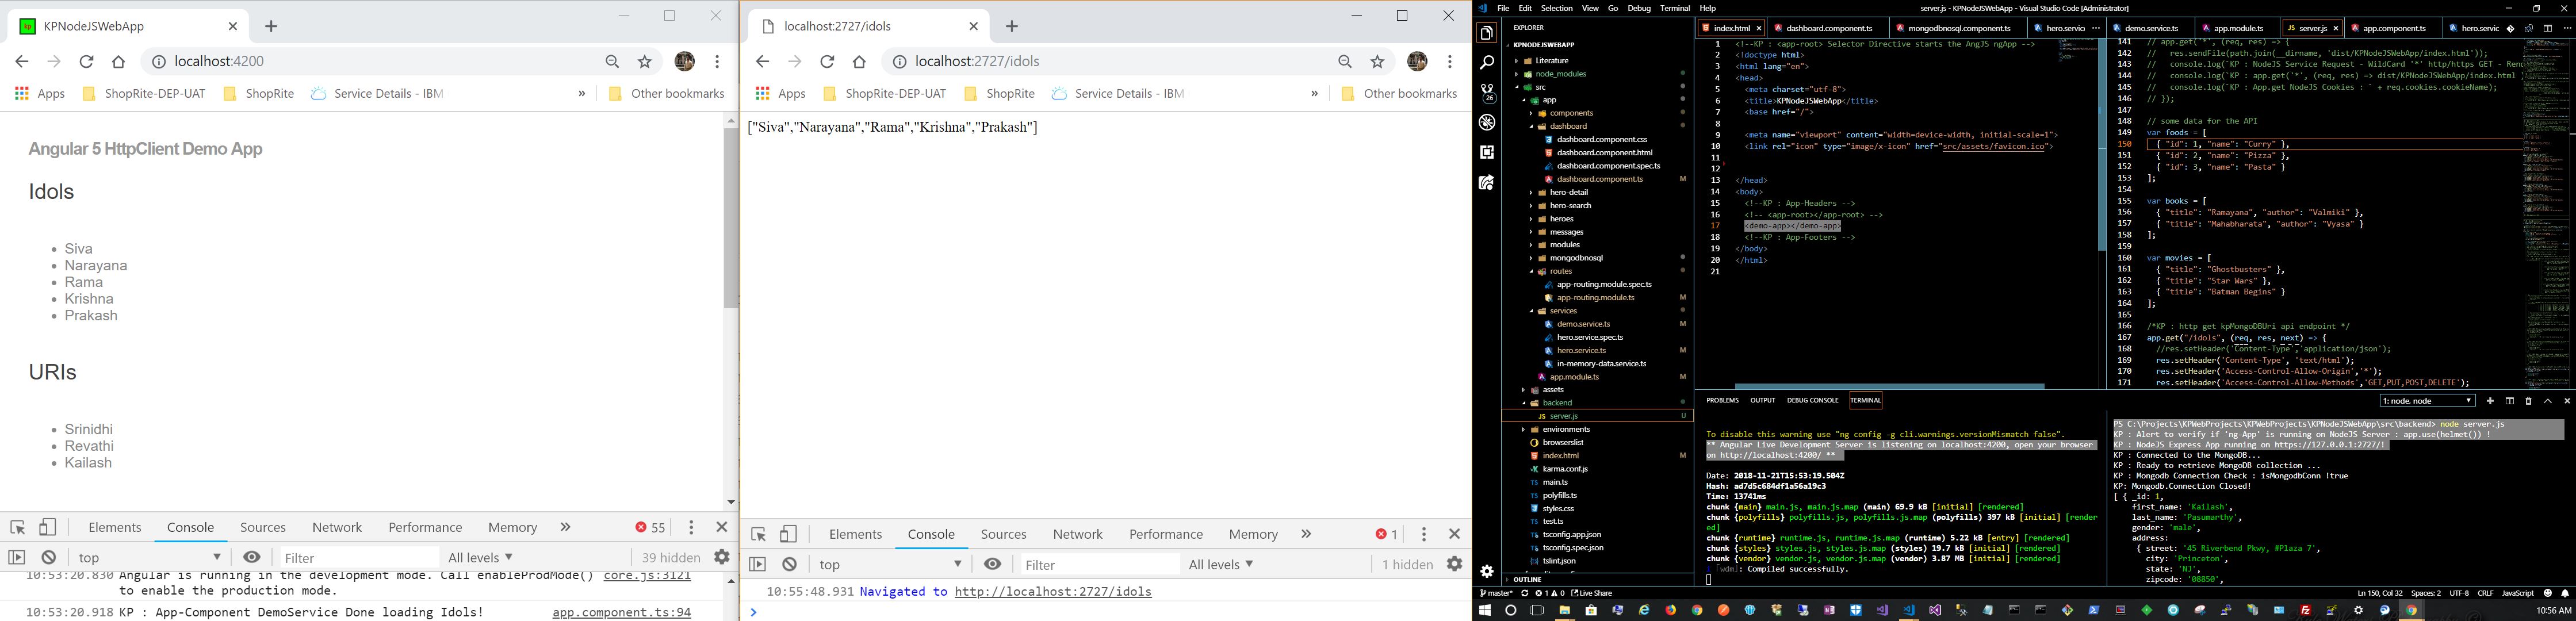 KPNodeJSWebApp
localhost:4200
Apps ShopRite-DEP-UAT ShopRite Service Details - IBM » Other bookmarks
Angular 5 HttpClient Demo App
Idols
Siva
Narayana
Rama
Krishna
Prakash
URIs
Srinidhi
Revathi
Kailash
Elements Console Sources Network Performance Memory » 55
top Filter All levels 39 hidden
10:53:20.830 Angular is running in the development mode. Call enableProdMode() core.js:3121
to enable the production mode.
10:53:20.918 KP : App-Component DemoService Done loading Idols! app.component.ts:94
localhost:2727/idols
localhost:2727/idols
Apps ShopRite-DEP-UAT ShopRite Service Details - IBM » Other bookmarks
["Siva","Narayana","Rama","Krishna","Prakash"]
Elements Console Sources Network Performance Memory » 1
top Filter All levels 1 hidden
10:55:48.931 Navigated to http://localhost:2727/idols
File Edit Selection View Go Debug Terminal Help
server.js - KPNodeJSWebApp - Visual Studio Code [Administrator]
EXPLORER
KPNODEJSWEBAPP
Literature
node_modules
src
app
components
dashboard
dashboard.component.css
dashboard.component.html
dashboard.component.spec.ts
dashboard.component.ts M
hero-detail
hero-search
heroes
messages
modules
mongodbnosql
routes
app-routing.module.spec.ts
app-routing.module.ts M
services
demo.service.ts M
hero.service.spec.ts
hero.service.ts M
in-memory-data.service.ts
app.module.ts M
assets
backend
server.js U
environments
browserslist
index.html M
karma.conf.js
main.ts
polyfills.ts
styles.css
test.ts
tsconfig.app.json
tsconfig.spec.json
tslint.json
OUTLINE
index.html dashboard.component.ts mongodbnosql.component.ts hero.servic
1 <!--KP : <app-root> Selector Directive starts the AngJS ngApp -->
2 <!doctype html>
3 <html lang="en">
4 <head>
5 <meta charset="utf-8">
6 <title>KPNodeJSWebApp</title>
7 <base href="/">
8
9 <meta name="viewport" content="width=device-width, initial-scale=1">
10 <link rel="icon" type="image/x-icon" href="src/assets/favicon.ico">
11
12
13 </head>
14 <body>
15 <!--KP : App-Headers -->
16 <!-- <app-root></app-root> -->
17 <demo-app></demo-app>
18 <!--KP : App-Footers -->
19 </body>
20 </html>
21
demo.service.ts app.module.ts server.js app.component.ts hero.servic
141 // app.get('*', (req, res) => {
142 // res.sendFile(path.join(__dirname, 'dist/KPNodeJSWebApp/index.html'));
143 // console.log(`KP : NodeJS Service Request - WildCard '*' http/https GET - Ren
144 // console.log(`KP : app.get('*', (req, res) => dist/KPNodeJSWebApp/index.html
145 // console.log(`KP : App.get NodeJS Cookies : ` + req.cookies.cookieName);
146 // });
147
148 // some data for the API
149 var foods = [
150 { "id": 1, "name": "Curry" },
151 { "id": 2, "name": "Pizza" },
152 { "id": 3, "name": "Pasta" }
153 ];
154
155 var books = [
156 { "title": "Ramayana", "author": "Valmiki" },
157 { "title": "Mahabharata", "author": "Vyasa" }
158 ];
159
160 var movies = [
161 { "title": "Ghostbusters" },
162 { "title": "Star Wars" },
163 { "title": "Batman Begins" }
164 ];
165
166 /*KP : http get kpMongoDBUri api endpoint */
167 app.get("/idols", (req, res, next) => {
168 //res.setHeader('Content-Type','application/json');
169 res.setHeader('Content-Type', 'text/html');
170 res.setHeader('Access-Control-Allow-Origin','*');
171 res.setHeader('Access-Control-Allow-Methods','GET,PUT,POST,DELETE');
PROBLEMS OUTPUT DEBUG CONSOLE TERMINAL 1: node, node
To disable this warning use "ng config -g cli.warnings.versionMismatch false".
** Angular Live Development Server is listening on localhost:4200, open your browser
on http://localhost:4200/ **
Date: 2018-11-21T15:53:19.504Z
Hash: ad7d5c684df1a56a19c3
Time: 13741ms
chunk {main} main.js, main.js.map (main) 69.9 kB [initial] [rendered]
chunk {polyfills} polyfills.js, polyfills.js.map (polyfills) 397 kB [initial] [render
ed]
chunk {runtime} runtime.js, runtime.js.map (runtime) 5.22 kB [entry] [rendered]
chunk {styles} styles.js, styles.js.map (styles) 19.7 kB [initial] [rendered]
chunk {vendor} vendor.js, vendor.js.map (vendor) 3.87 MB [initial] [rendered]
｢wdm｣: Compiled successfully.
PS C:\Projects\KPWebProjects\KPWebProjects\KPNodeJSWebApp\src\backend> node server.js
KP : Alert to verify if 'ng-App' is running on NodeJS Server : app.use(helmet()) !
KP : NodeJS Express App running on https://127.0.0.1:2727/!
KP : Connected to the MongoDB...
KP : Ready to retrieve MongoDB collection ...
KP : Mongodb Connection Check : isMongodbConn !true
KP: Mongodb.Connection Closed!
[ { _id: 1,
first_name: 'Kailash',
last_name: 'Pasumarthy',
gender: 'male',
address:
{ street: '45 Riverbend Pkwy, #Plaza 7',
city: 'Princeton',
state: 'NJ',
zipcode: '08850',
master* 1 0 Live Share Ln 150, Col 32 Spaces: 2 UTF-8 CRLF JavaScript
10:56 AM